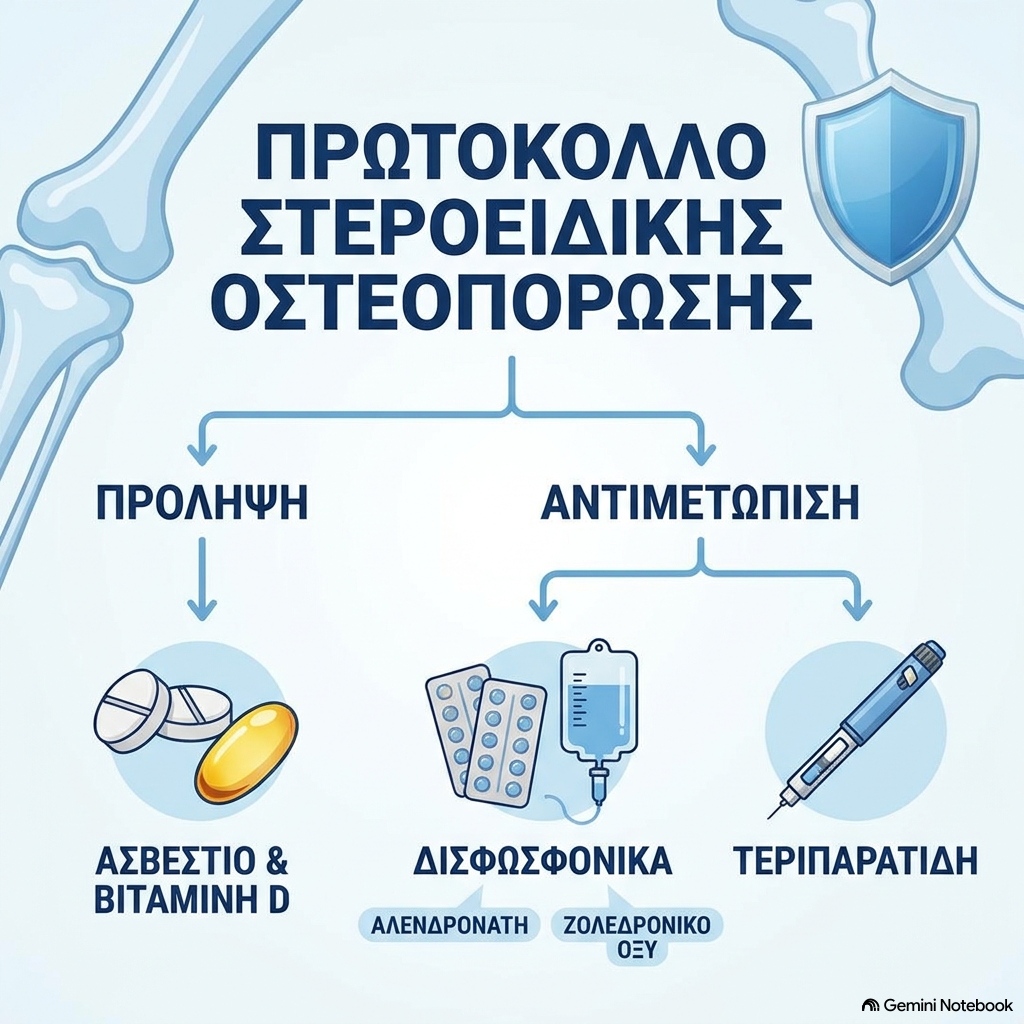 ΠΡΩΤΟΚΟΛΛΟ
ΣΤΕΡΟΕΙΔΙΚΗΣ
ΟΣΤΕΟΠΟΡΩΣΗΣ
ΠΡΟΛΗΨΗ
ΑΝΤΙΜΕΤΩΠΙΣΗ
ΑΣΒΕΣΤΙΟ &
ΒΙΤΑΜΙΝΗ D
ΔΙΣΦΩΣΦΟΝΙΚΑ
ΑΛΕΝΔΡΟΝΑΤΗ
ΖΟΛΕΔΡΟΝΙΚΟ
ΟΞΥ
ΤΕΡΙΠΑΡΑΤΙΔΗ
Gemini Notebook